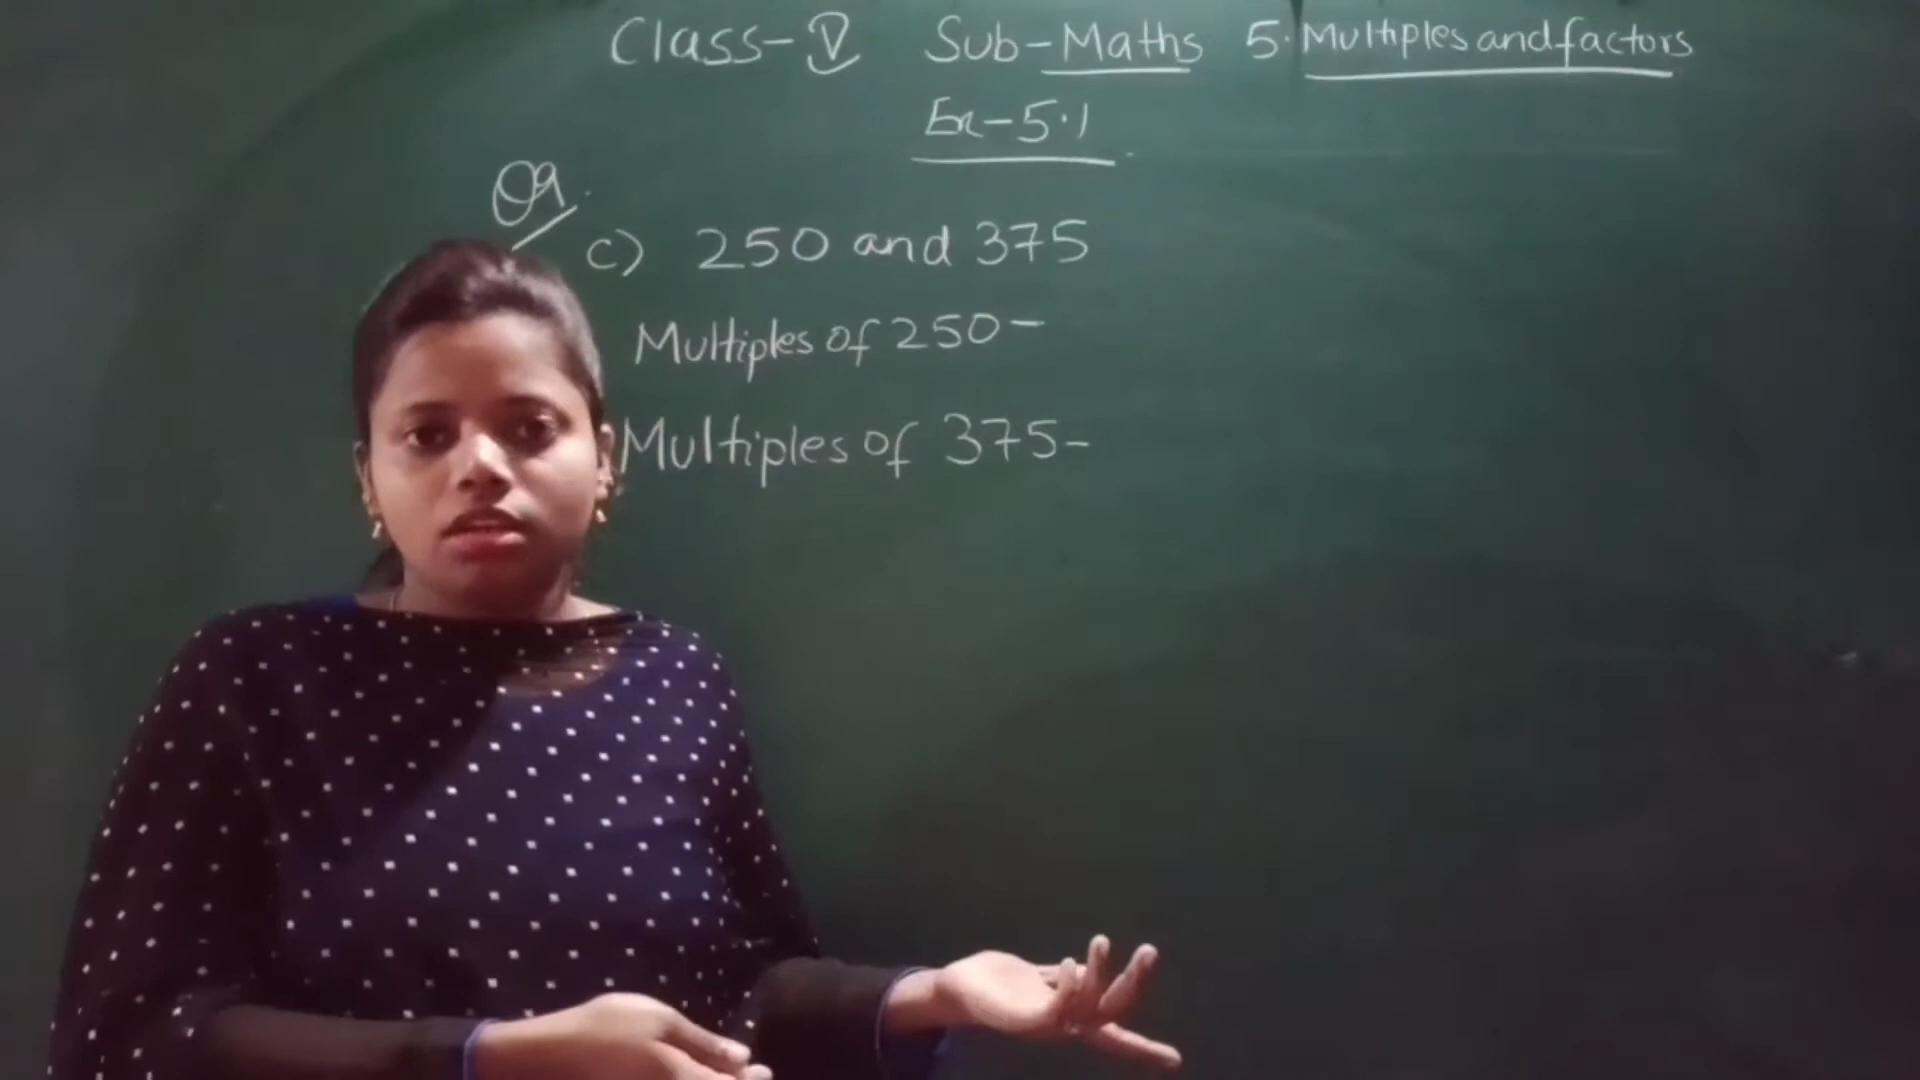 Class-V Sub-Maths 5. Multiples and factors
Ex-5.1
Q9.
c) 250 and 375
Multiples of 250-
Multiples of 375-